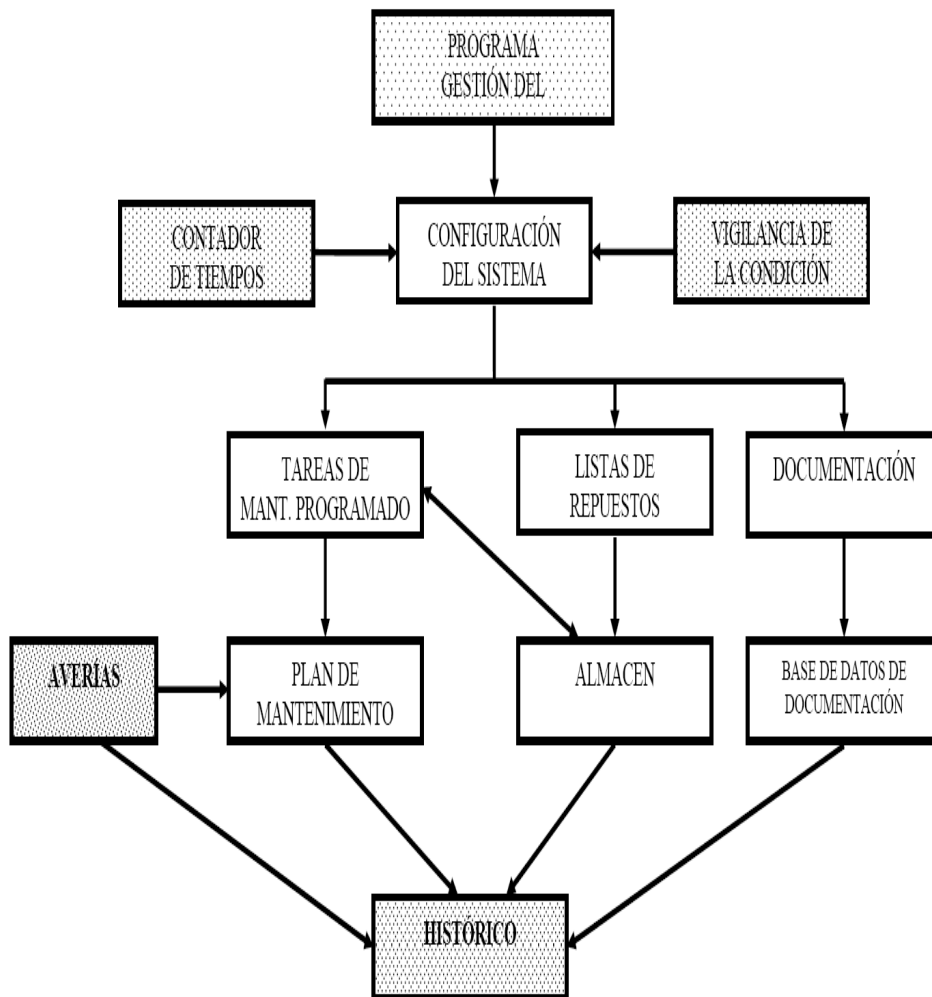 PROGRAMA
GESTIÓN DEL
CONTADOR
DE TIEMPOS
CONFIGURACIÓN
DEL SISTEMA
VIGILANCIA DE
LA CONDICIÓN
TAREAS DE
MANT. PROGRAMADO
LISTAS DE
REPUESTOS
DOCUMENTACIÓN
AVERIAS
PLAN DE
MANTENIMIENTO
ALMACEN
BASE DE DATOS DE
DOCUMENTACIÓN
HISTÓRICO